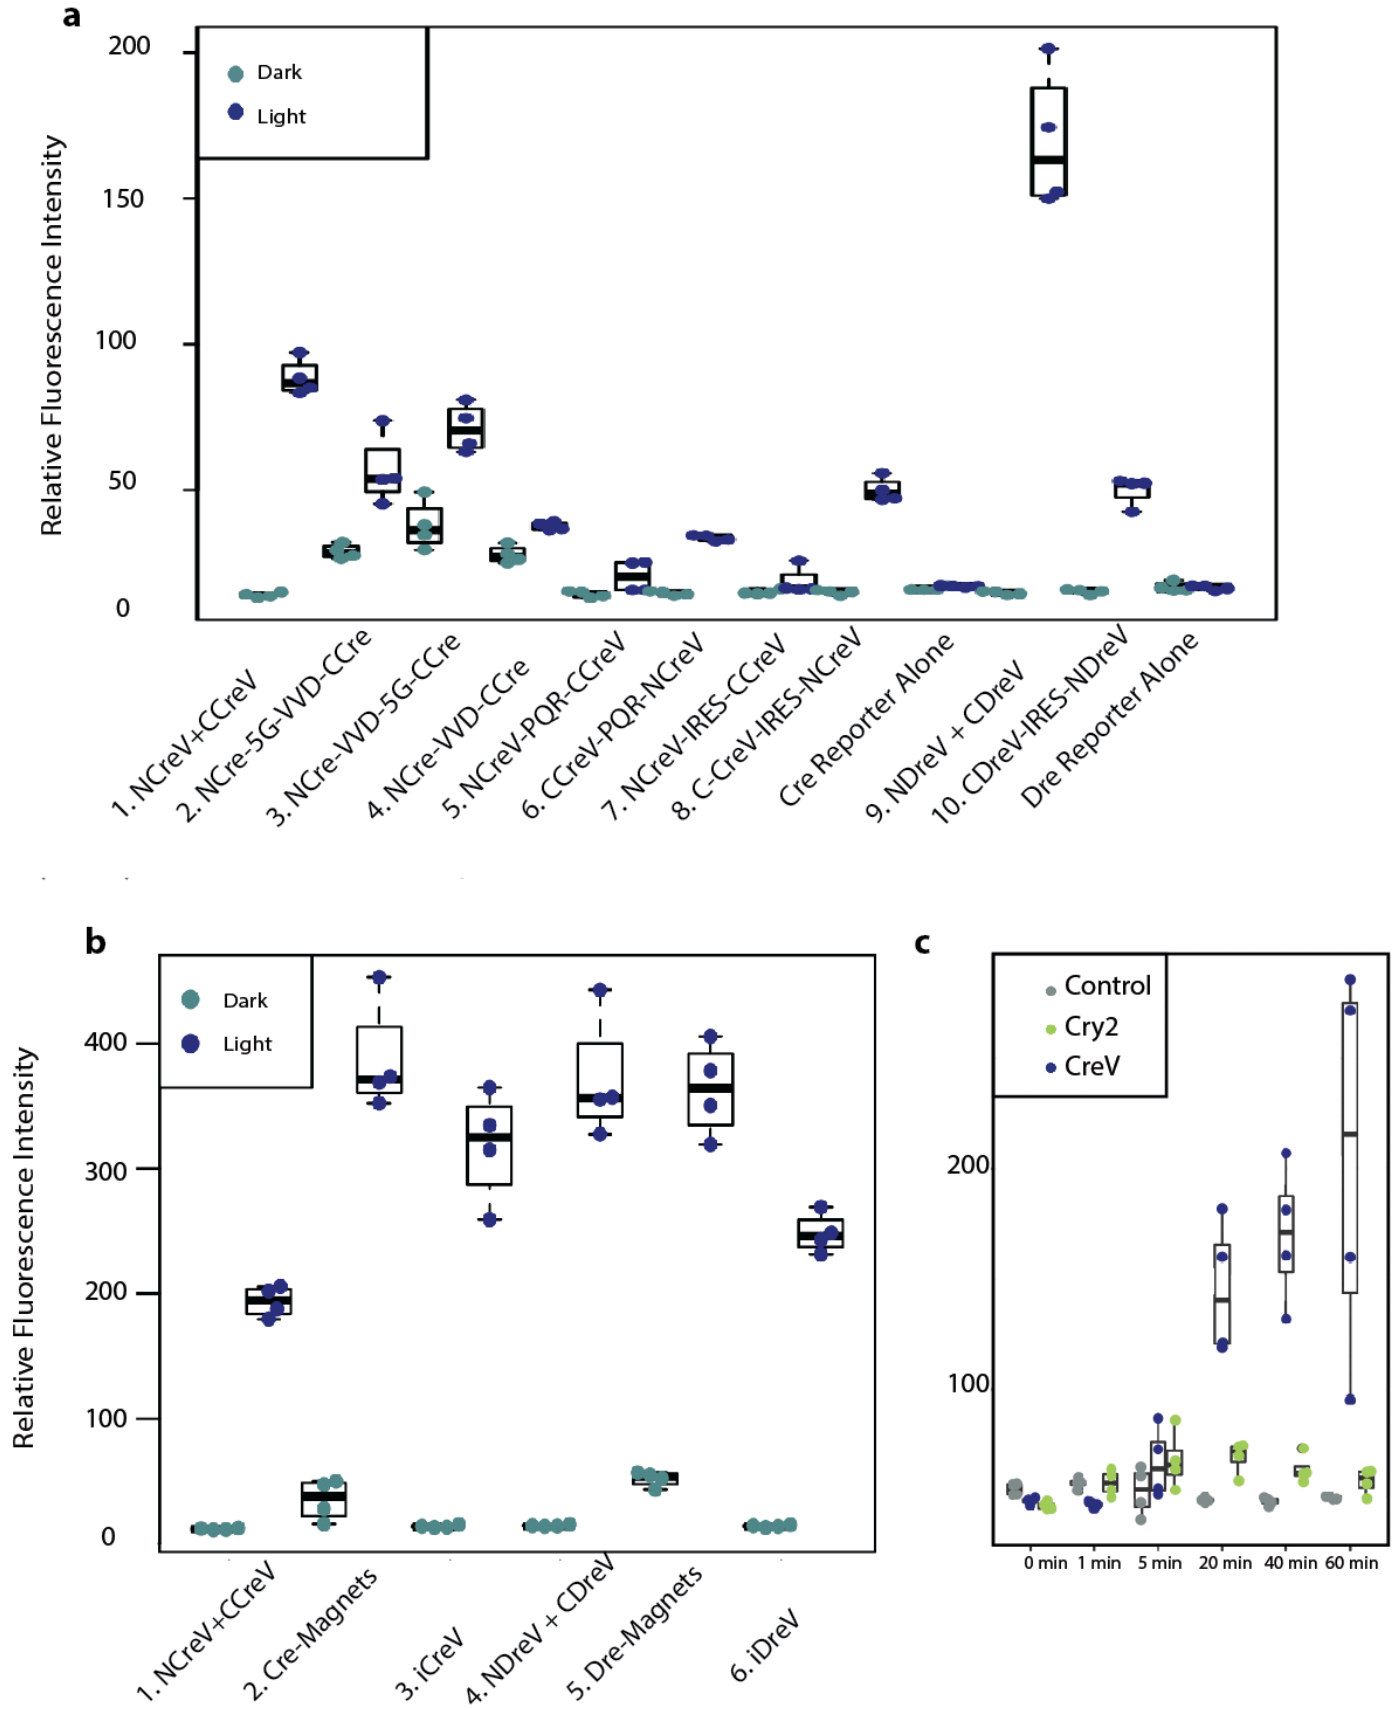 a
200
Dark
Light
150
100
50
0
Relative Fluorescence Intensity
1. NCreV+CCreV
2. NCre-5G-VVD-CCre
3. NCre-VVD-5G-CCre
4. NCre-VVD-CCre
5. NCreV-PQR-CCreV
6. CCreV-PQR-NCreV
7. NCreV-IRES-CCreV
8. C-CreV-IRES-NCreV
Cre Reporter Alone
9. NDreV + CDreV
10. CDreV-IRES-NDreV
Dre Reporter Alone
b
Dark
Light
400
300
200
100
0
Relative Fluorescence Intensity
1. NCreV+CCreV
2. Cre-Magnets
3. iCreV
4. NDreV + CDreV
5. Dre-Magnets
6. iDreV
c
Control
Cry2
CreV
200
100
0 min 1 min 5 min 20 min 40 min 60 min